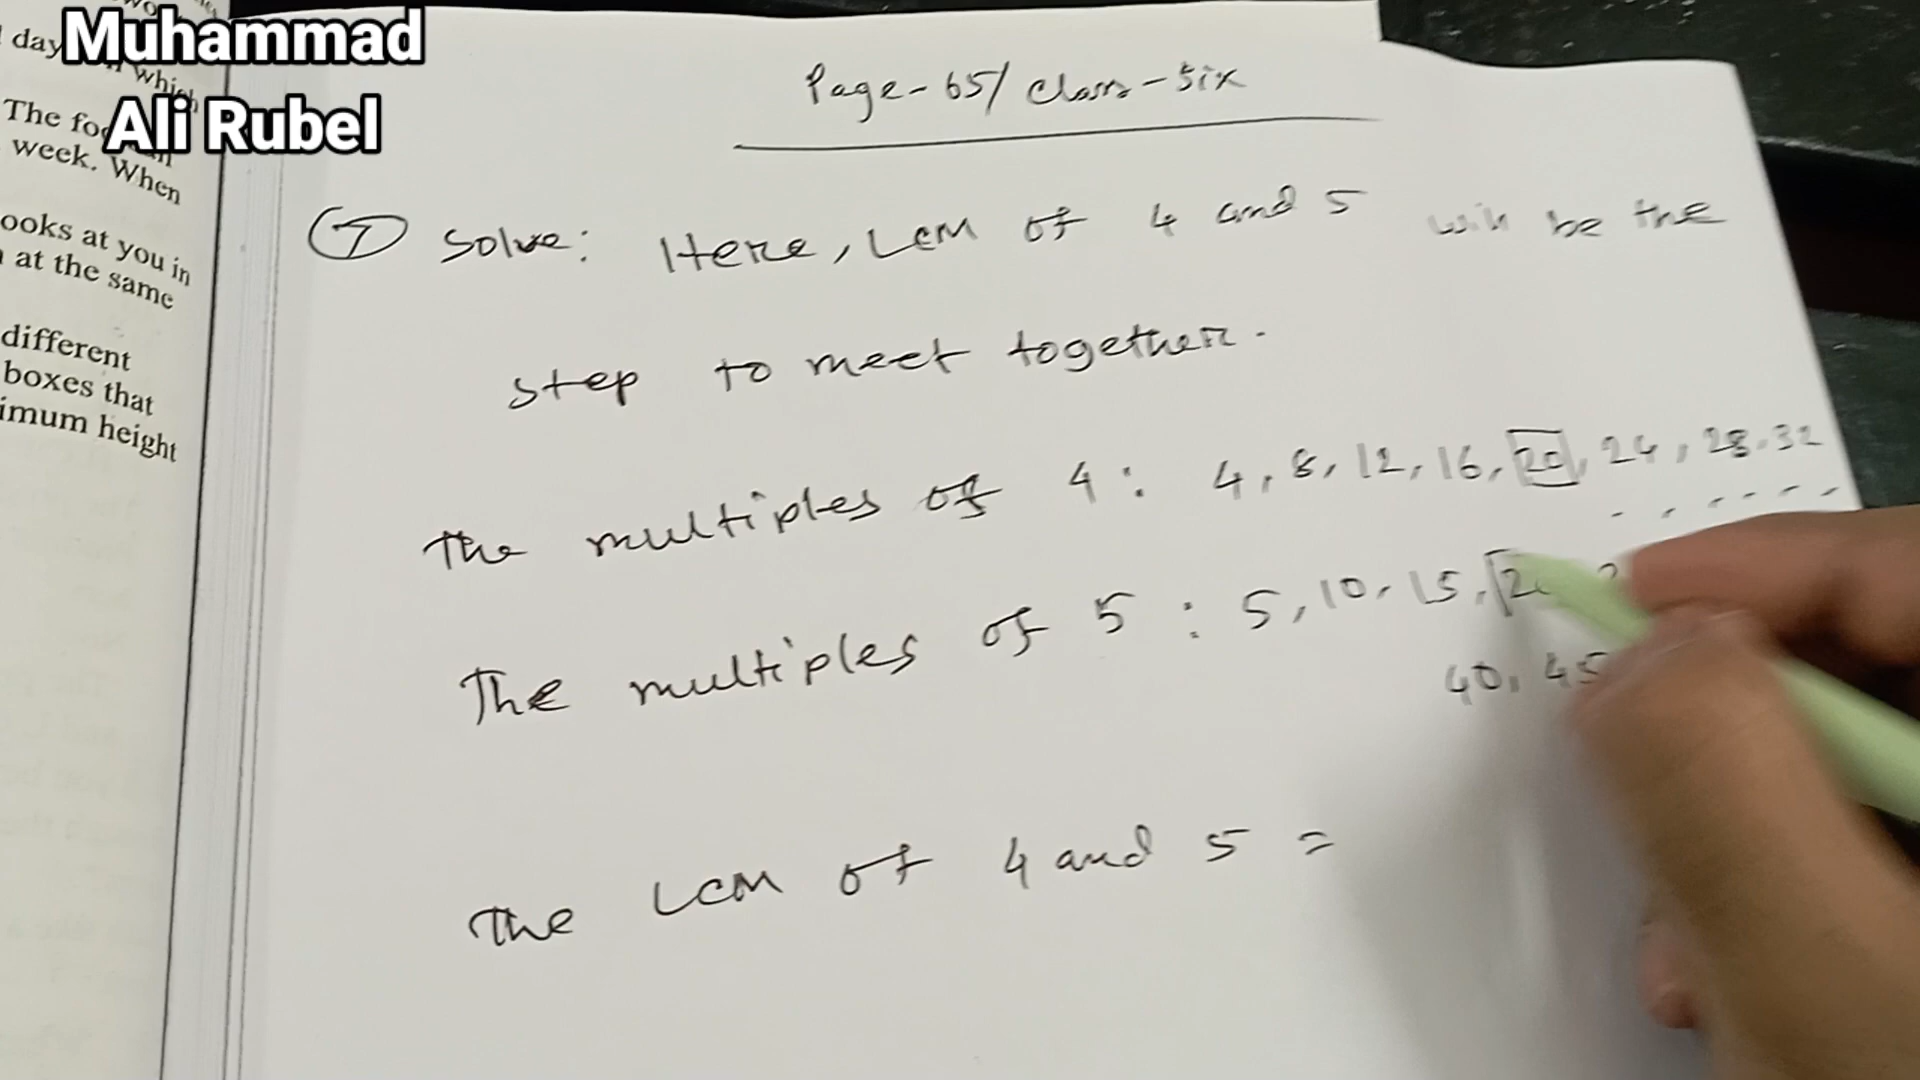 Muhammad
Ali Rubel
day
which
The
week. When
ooks at you in
at the same
different
boxes that
imum height
Page-65/ Class-Six
7 Solve: Here, LCM of 4 and 5 will be the
step to meet together.
The multiples of 4: 4, 8, 12, 16, 20, 24, 28, 32
.....
The multiples of 5: 5, 10, 15,
40, 45
The LCM of 4 and 5 =